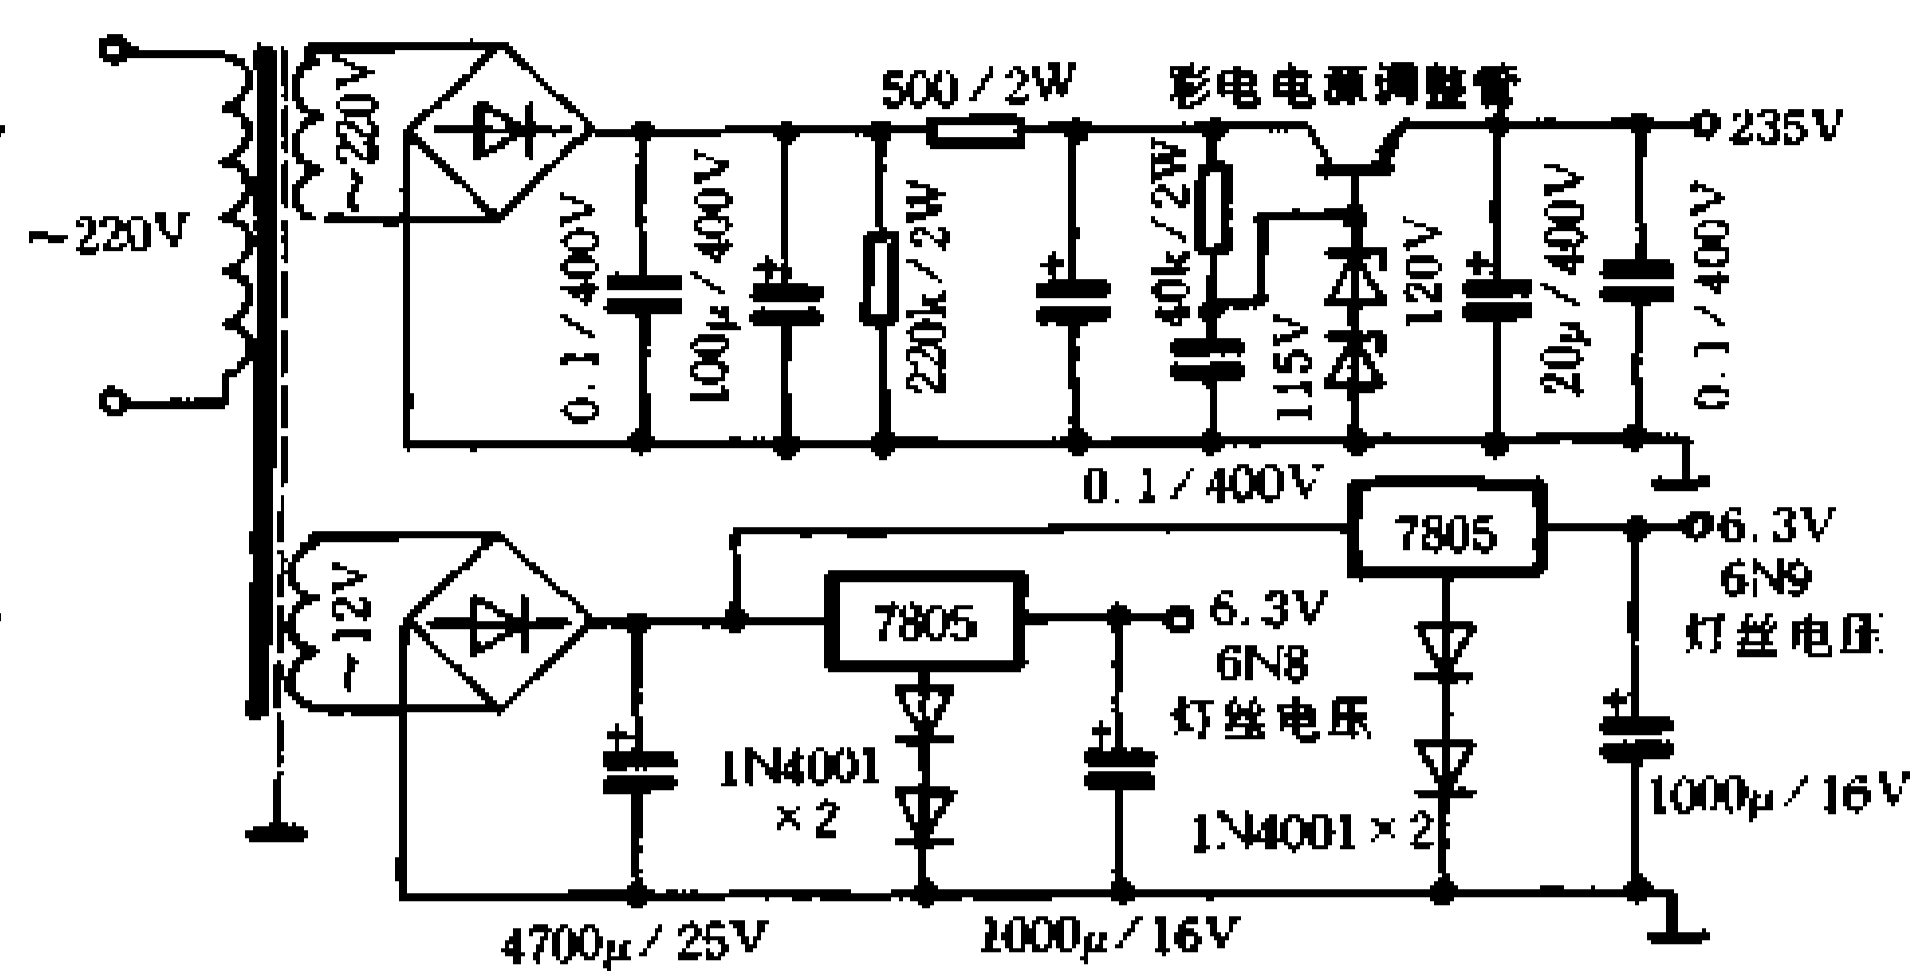 ~220V
~220V
0.1/400V
100μ/400V
220k/2W
500/2W
40k/2W
彩电电源调整管
115V
120V
20μ/400V
0.1/400V
235V
0.1/400V
~12V
4700μ/25V
7805
1N4001
×2
6.3V
6N8
灯丝电压
1000μ/16V
7805
1N4001×2
6.3V
6N9
灯丝电压
1000μ/16V